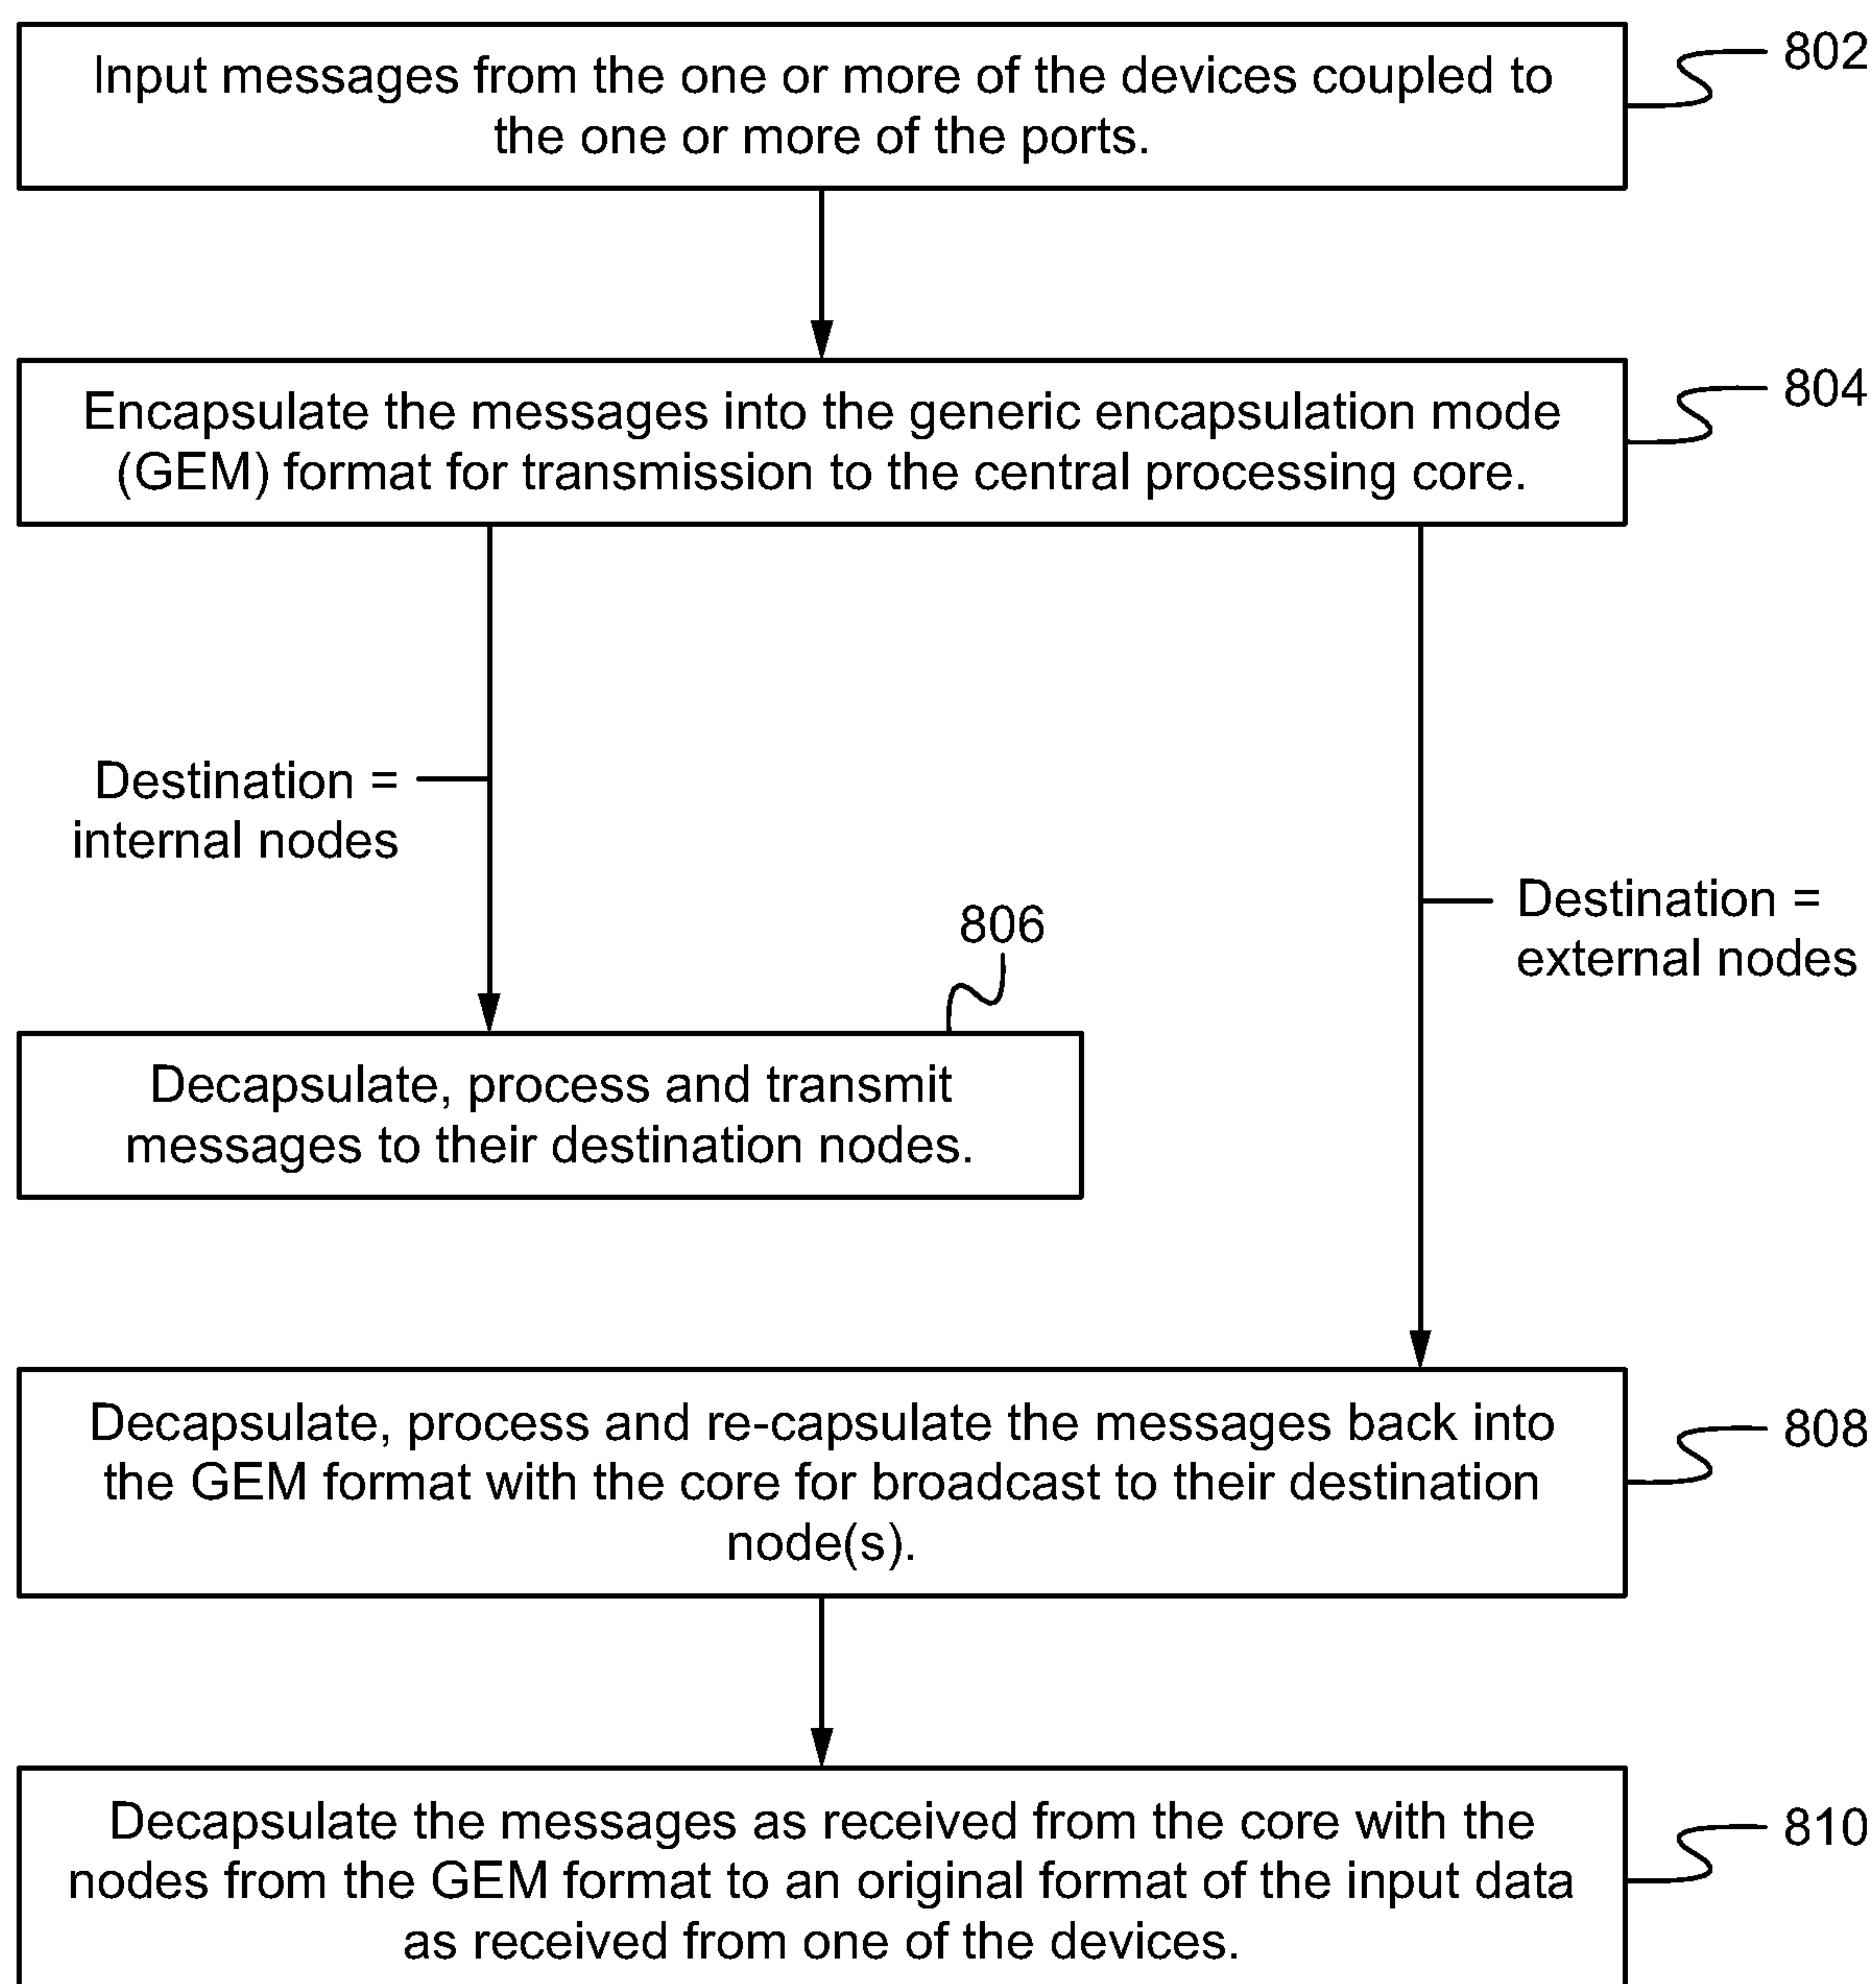 Input messages from the one or more of the devices coupled to
the one or more of the ports.
802
Encapsulate the messages into the generic encapsulation mode
(GEM) format for transmission to the central processing core.
804
Destination =
internal nodes
Destination =
external nodes
806
Decapsulate, process and transmit
messages to their destination nodes.
Decapsulate, process and re-capsulate the messages back into
the GEM format with the core for broadcast to their destination
node(s).
808
Decapsulate the messages as received from the core with the
nodes from the GEM format to an original format of the input data
as received from one of the devices.
810